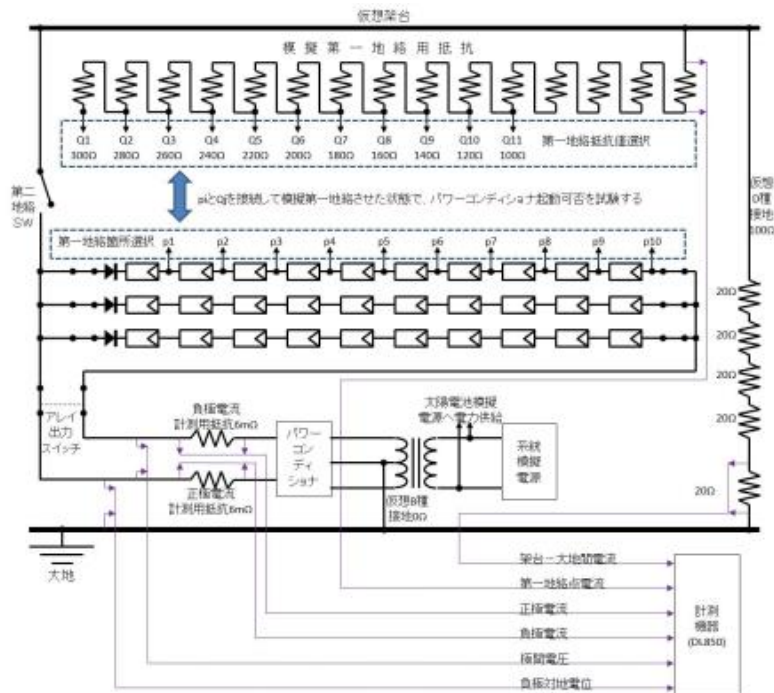 仮想架台
模擬第一地絡用抵抗
Q1 Q2 Q3 Q4 Q5 Q6 Q7 Q8 Q9 Q10 Q11
300Ω 280Ω 260Ω 240Ω 220Ω 200Ω 180Ω 160Ω 140Ω 120Ω 100Ω
第一地絡抵抗値選択
piとQjを接続して模擬第一地絡させた状態で、パワーコンディショナ起動可否を試験する
第二
地絡
SW
仮想
D種
接地
100Ω
第一地絡箇所選択
p1 p2 p3 p4 p5 p6 p7 p8 p9 p10
20Ω
20Ω
20Ω
20Ω
20Ω
アレイ
出力
スイッチ
負極電流
計測用抵抗6mΩ
正極電流
計測用抵抗6mΩ
パワー
コン
ディ
ショナ
太陽電池模擬
電源へ電力供給
系統
模擬
電源
仮想B種
接地0Ω
大地
架台－大地間電流
第一地絡点電流
正極電流
負極電流
極間電圧
負極対地電位
計測
機器
(DL850)